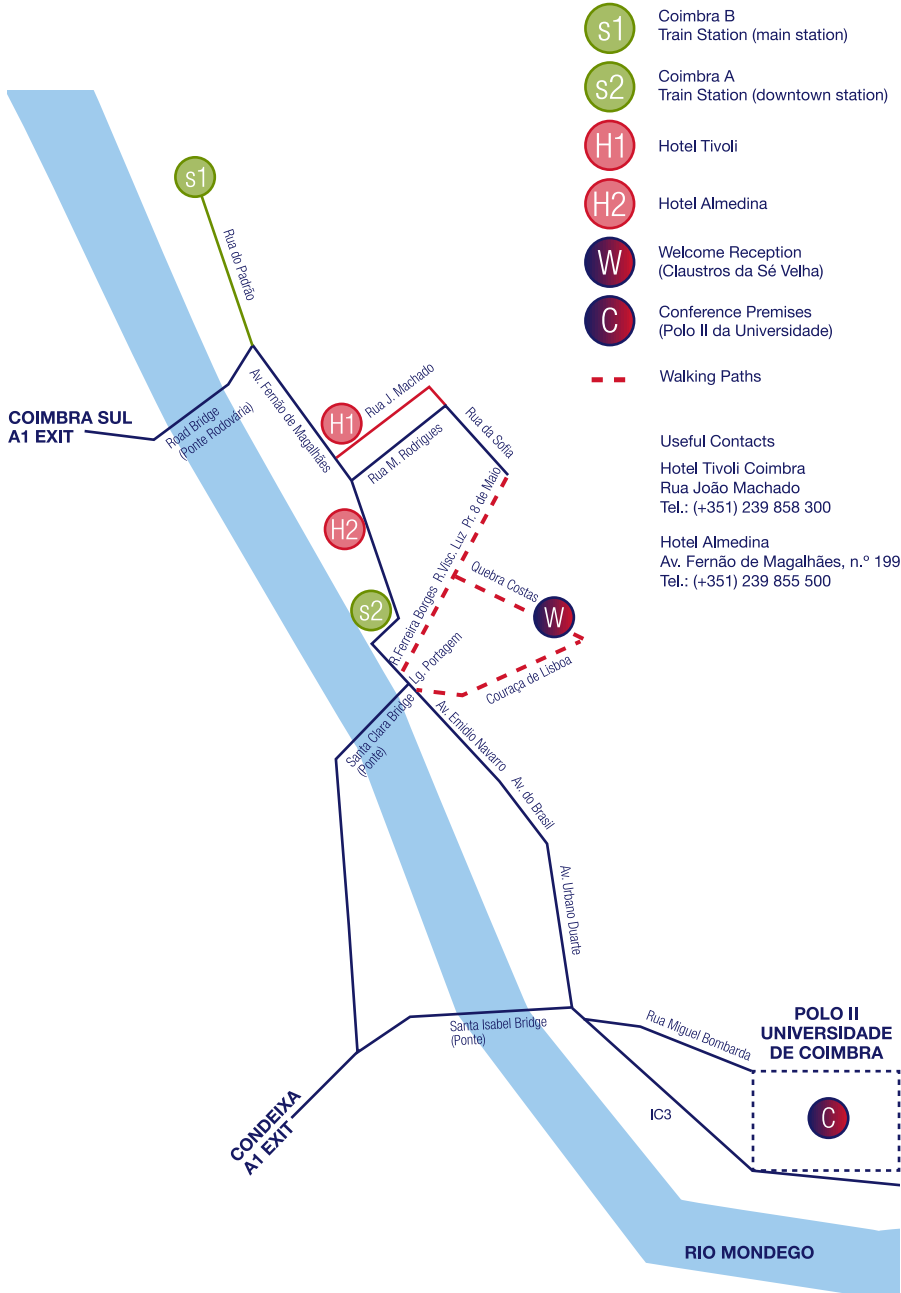 s1
Coimbra B
Train Station (main station)
s2
Coimbra A
Train Station (downtown station)
H1
Hotel Tivoli
H2
Hotel Almedina
W
Welcome Reception
(Claustros da Sé Velha)
C
Conference Premises
(Polo II da Universidade)
Walking Paths
Useful Contacts
Hotel Tivoli Coimbra
Rua João Machado
Tel.: (+351) 239 858 300
Hotel Almedina
Av. Fernão de Magalhães, n.º 199
Tel.: (+351) 239 855 500
s1
Rua do Padrão
COIMBRA SUL
A1 EXIT
Road Bridge
(Ponte Rodovária)
Av. Fernão de Magalhães
H1
Rua J. Machado
Rua M. Rodrigues
Rua da Sofia
H2
Pr. 8 de Maio
R.Visc. Luz
R.Ferreira Borges
Quebra Costas
s2
W
Lg. Portagem
Couraça de Lisboa
Santa Clara Bridge
(Ponte)
Av. Emidio Navarro
Av. do Brasil
Av. Urbano Duarte
Santa Isabel Bridge
(Ponte)
Rua Miguel Bombarda
POLO II
UNIVERSIDADE
DE COIMBRA
C
IC3
CONDEIXA
A1 EXIT
RIO MONDEGO